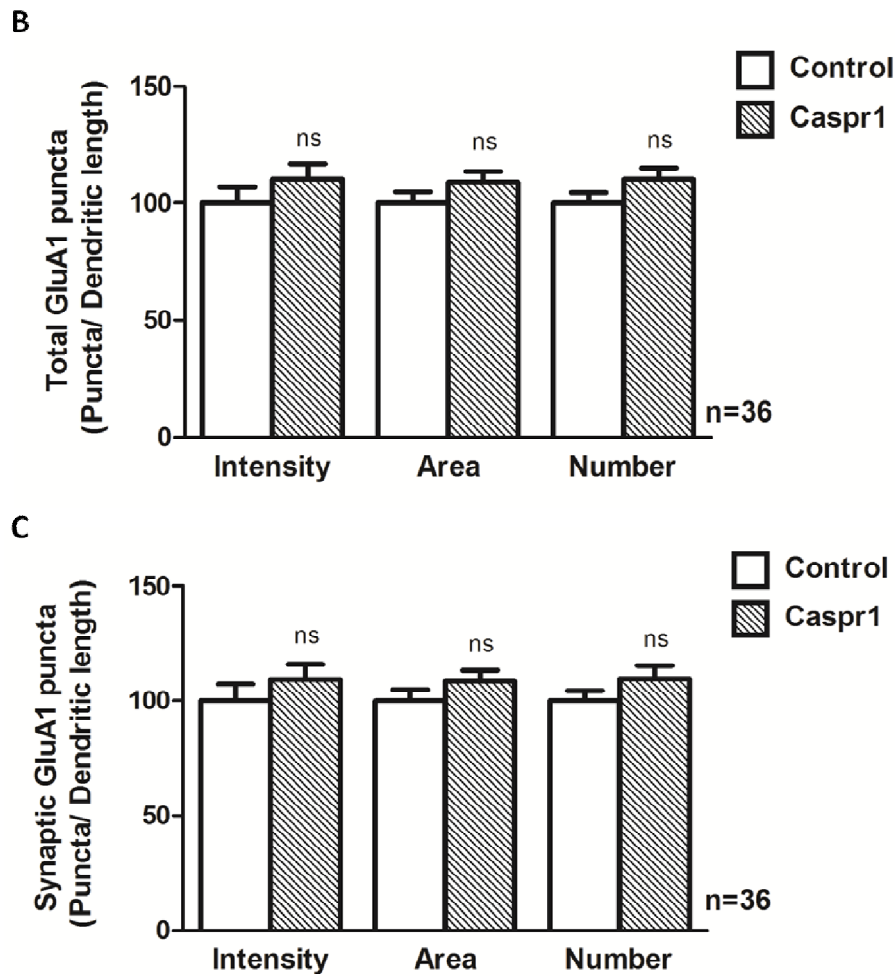 B
Control
Caspr1
Total GluA1 puncta
(Puncta/ Dendritic length)
150
100
50
0
ns
ns
ns
n=36
Intensity
Area
Number
C
Control
Caspr1
Synaptic GluA1 puncta
(Puncta/ Dendritic length)
150
100
50
0
ns
ns
ns
n=36
Intensity
Area
Number